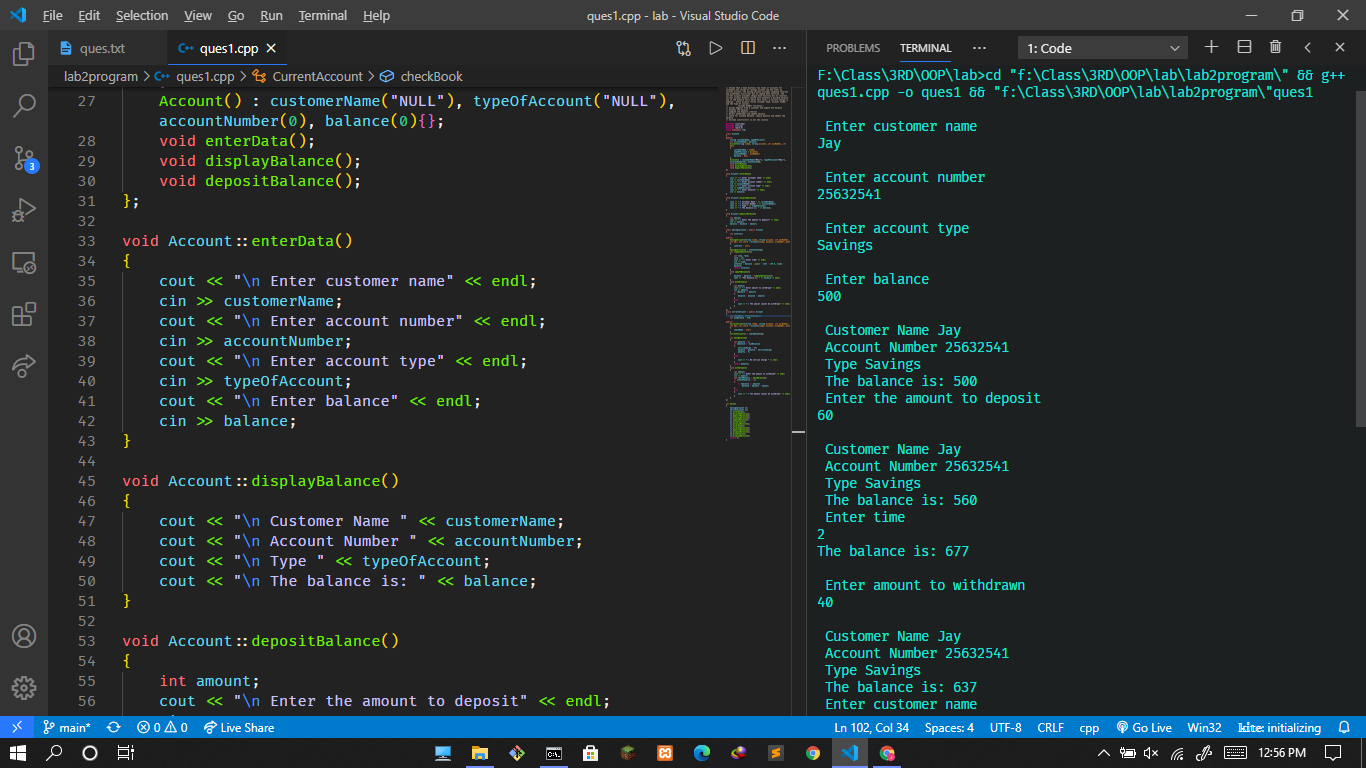 File Edit Selection View Go Run Terminal Help
ques1.cpp - lab - Visual Studio Code
ques.txt
ques1.cpp
lab2program > ques1.cpp > CurrentAccount > checkBook
27 Account() : customerName("NULL"), typeOfAccount("NULL"),
accountNumber(0), balance(0){};
28 void enterData();
29 void displayBalance();
30 void depositBalance();
31 };
32
33 void Account::enterData()
34 {
35 cout << "\n Enter customer name" << endl;
36 cin >> customerName;
37 cout << "\n Enter account number" << endl;
38 cin >> accountNumber;
39 cout << "\n Enter account type" << endl;
40 cin >> typeOfAccount;
41 cout << "\n Enter balance" << endl;
42 cin >> balance;
43 }
44
45 void Account::displayBalance()
46 {
47 cout << "\n Customer Name " << customerName;
48 cout << "\n Account Number " << accountNumber;
49 cout << "\n Type " << typeOfAccount;
50 cout << "\n The balance is: " << balance;
51 }
52
53 void Account::depositBalance()
54 {
55 int amount;
56 cout << "\n Enter the amount to deposit" << endl;
PROBLEMS TERMINAL ··· 1: Code
F:\Class\3RD\OOP\lab>cd "f:\Class\3RD\OOP\lab\lab2program\" && g++
ques1.cpp -o ques1 && "f:\Class\3RD\OOP\lab\lab2program\"ques1
Enter customer name
Jay
Enter account number
25632541
Enter account type
Savings
Enter balance
500
Customer Name Jay
Account Number 25632541
Type Savings
The balance is: 500
Enter the amount to deposit
60
Customer Name Jay
Account Number 25632541
Type Savings
The balance is: 560
Enter time
2
The balance is: 677
Enter amount to withdrawn
40
Customer Name Jay
Account Number 25632541
Type Savings
The balance is: 637
Enter customer name
3
main* 0 0 Live Share
Ln 102, Col 34 Spaces: 4 UTF-8 CRLF cpp Go Live Win32 kite: initializing
12:56 PM